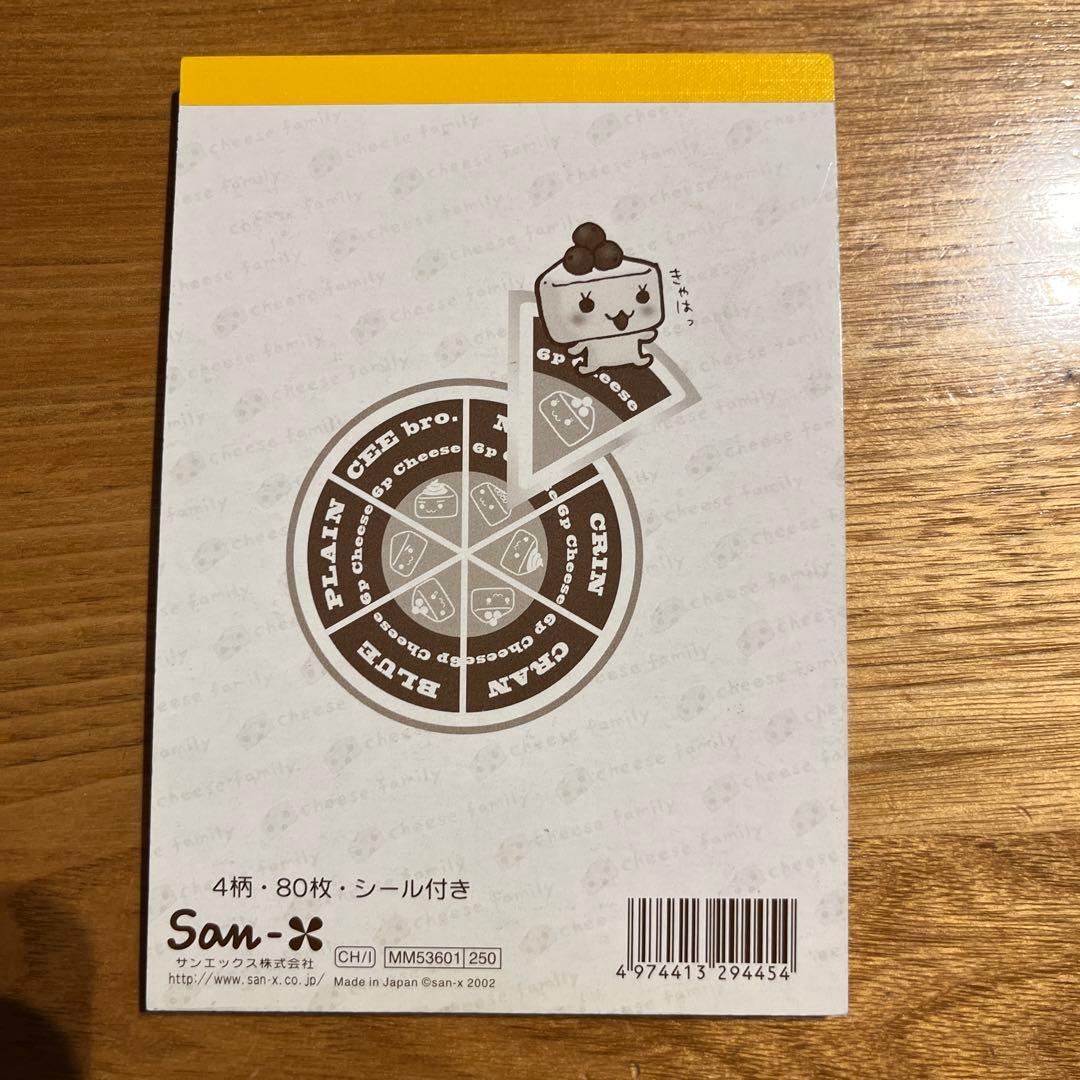 cheese family
きゃはっ
6p Cheese
CEE bro.
6p Cheese
PLAIN
6p Cheese
BLUE
6p Cheese
CRAN
6p Cheese
CRIN
6p Cheese
4柄・80枚・シール付き
San-X
サンエックス株式会社
http://www.san-x.co.jp/
CH/I MM53601 250
Made in Japan ©san-x 2002
4 974413 294454